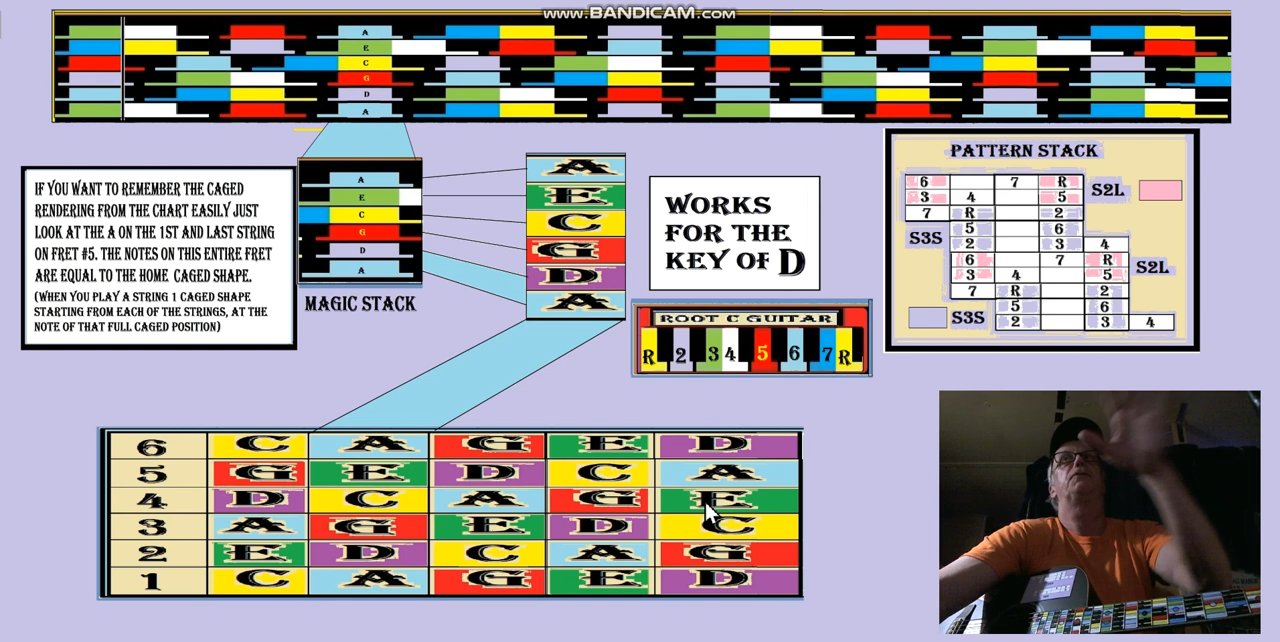 www.BANDICAM.com
A
E
C
G
D
A
IF YOU WANT TO REMEMBER THE CAGED
RENDERING FROM THE CHART EASILY JUST
LOOK AT THE A ON THE 1ST AND LAST STRING
ON FRET #5. THE NOTES ON THIS ENTIRE FRET
ARE EQUAL TO THE HOME CAGED SHAPE.
(WHEN YOU PLAY A STRING 1 CAGED SHAPE
STARTING FROM EACH OF THE STRINGS, AT THE
NOTE OF THAT FULL CAGED POSITION)
A
E
C
G
D
A
MAGIC STACK
A
E
C
G
D
A
WORKS
FOR THE
KEY OF D
ROOT C GUITAR
R 2 3 4 5 6 7 R
PATTERN STACK
6 7 R S2L
3 4 5
7 R 2
S3S 5 6
2 3 4
6 7 R S2L
3 4 5
7 R 2
S3S 5 6
2 3 4
6 C A G E D
5 G E D C A
4 D C A G E
3 A G E D C
2 E D C A G
1 C A G E D